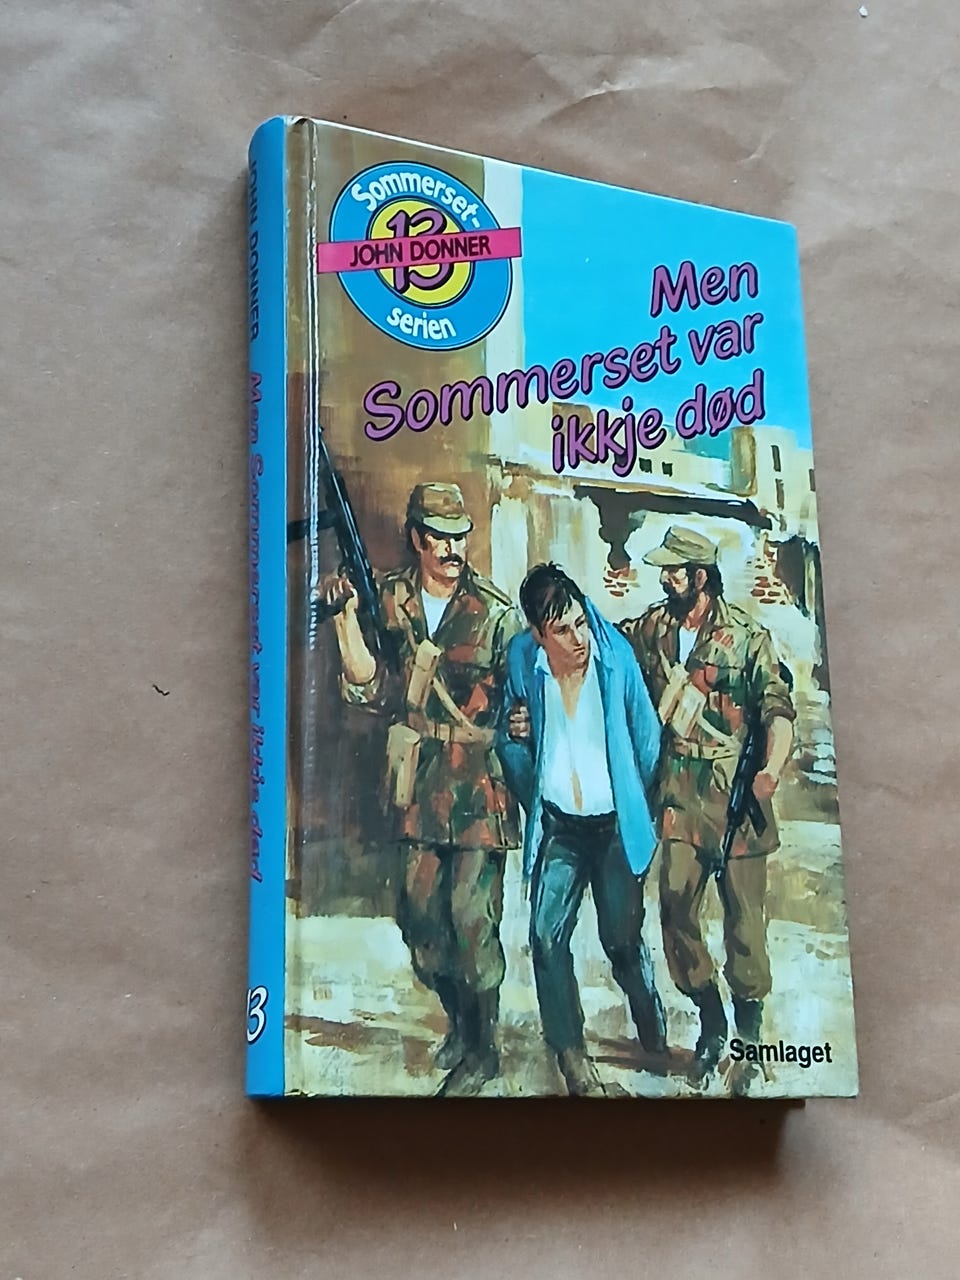 Sommerset-
13
JOHN DONNER
serien
Men
Sommerset var
ikkje død
Samlaget
JOHN DONNER Men Sommerset var ikkje død 13